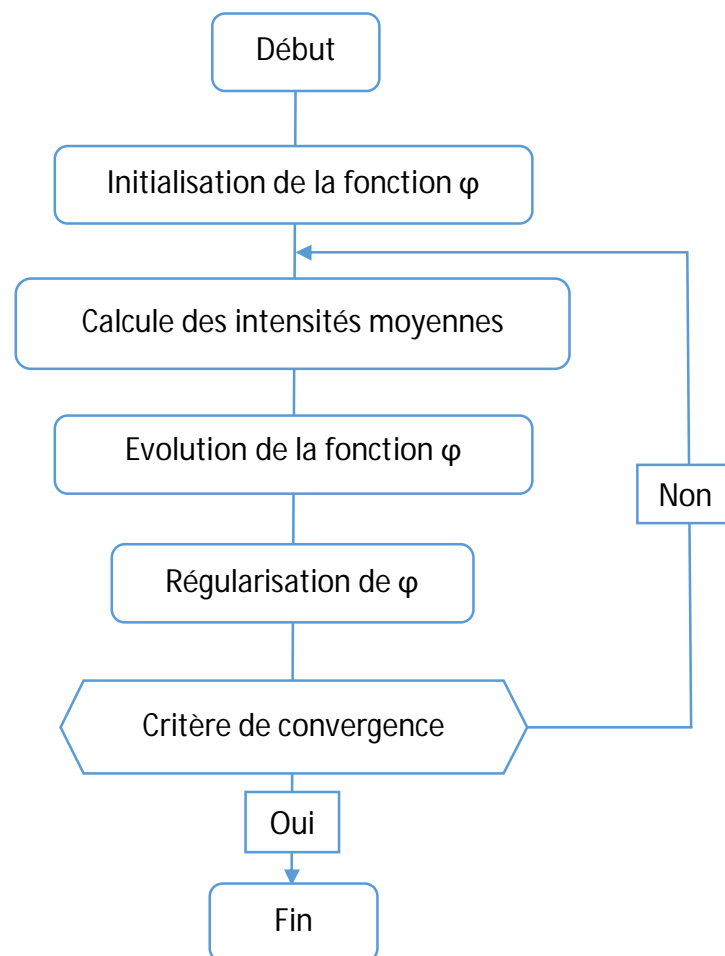 Début
Initialisation de la fonction φ
Calcule des intensités moyennes
Evolution de la fonction φ
Non
Régularisation de φ
Critère de convergence
Oui
Fin